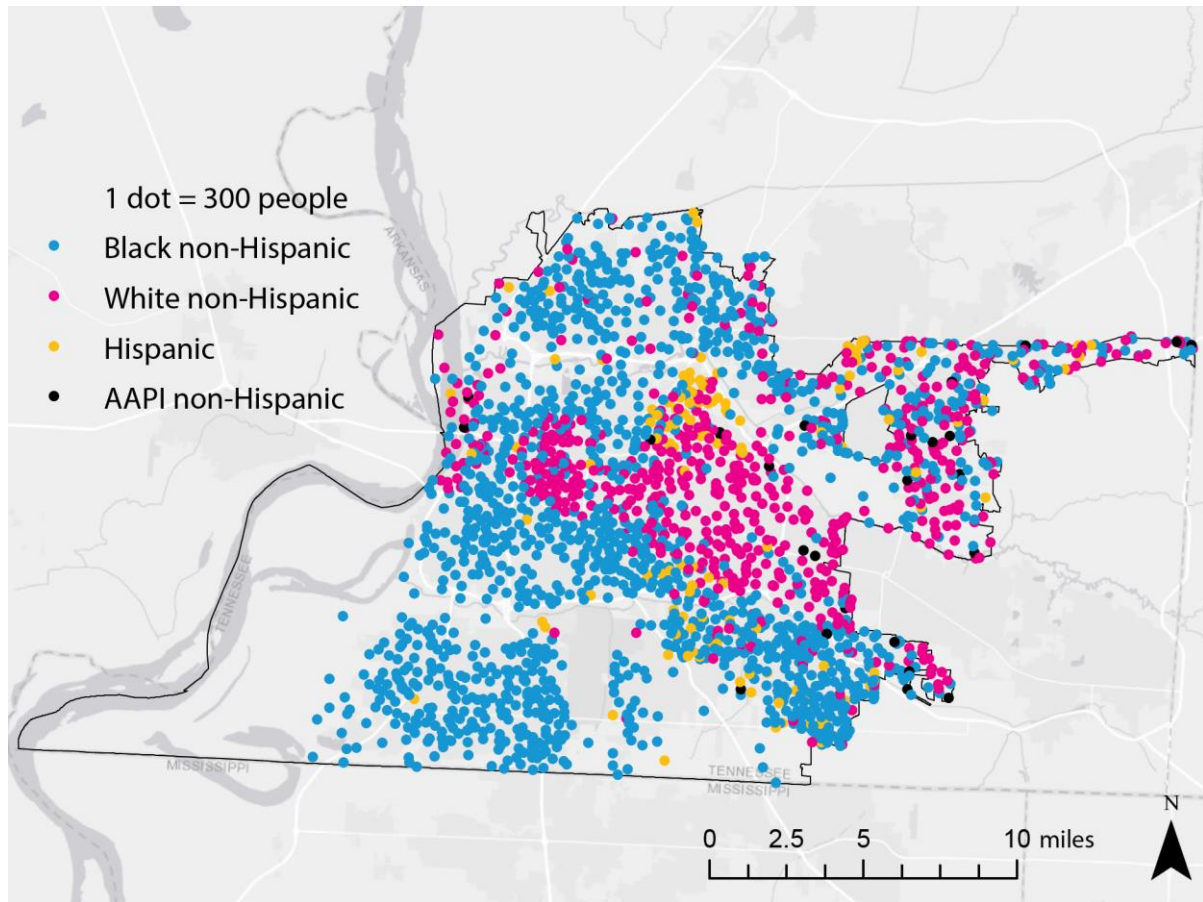 1 dot = 300 people
Black non-Hispanic
White non-Hispanic
Hispanic
AAPI non-Hispanic
ARKANSAS
TENNESSEE
MISSISSIPPI
TENNESSEE
MISSISSIPPI
N
0 2.5 5 10 miles